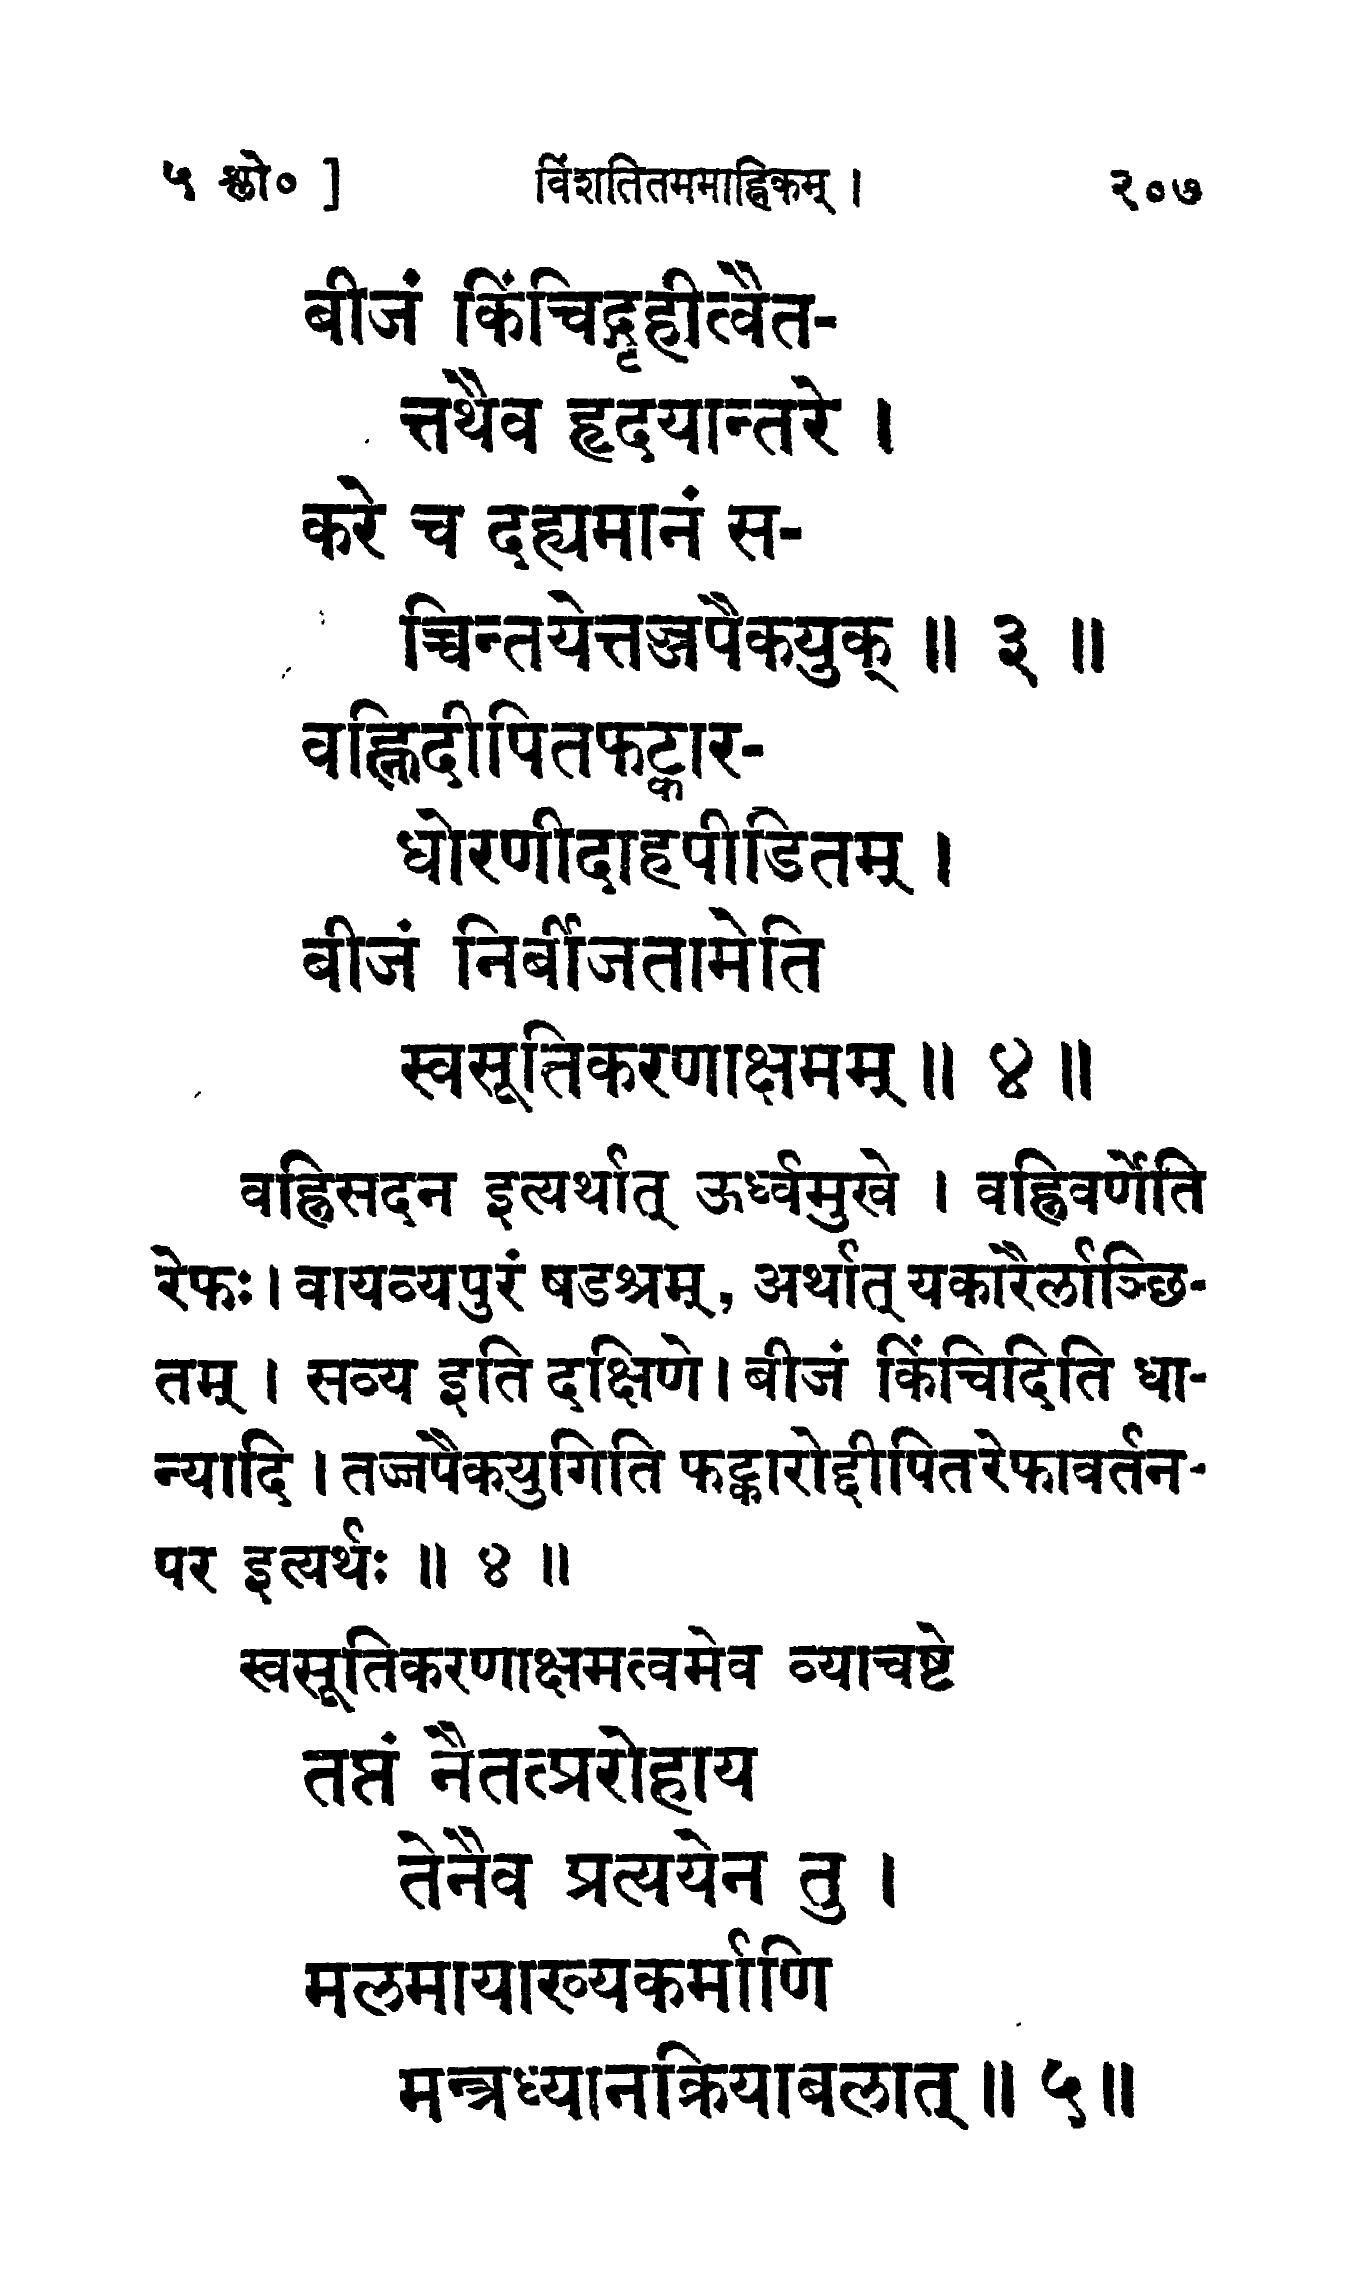 ५ श्लो० ] विंशतितममाह्निकम् । २०७
बीजं किंचिद्गृहीत्वैत-
त्तथैव हृदयान्तरे ।
करे च दह्यमानं स-
च्चिन्तयेत्तज्जपैकयुक् ॥ ३ ॥
वह्निदीपितफट्कार-
धोरणीदाहपीडितम् ।
बीजं निर्बीजतामेति
स्वसूतिकरणाक्षमम् ॥ ४ ॥
वह्निसदन इत्यर्थात् ऊर्ध्वमुखे । वह्निवर्णेति
रेफः । वायव्यपुरं षडश्रम्, अर्थात् यकारैर्लाञ्छि-
तम् । सव्य इति दक्षिणे । बीजं किंचिदिति धा-
न्यादि । तज्जपैकयुगिति फट्कारोद्दीपितरेफावर्तन-
पर इत्यर्थः ॥ ४ ॥
स्वसूतिकरणाक्षमत्वमेव व्याचष्टे
तप्तं नैतत्प्ररोहाय
तेनैव प्रत्ययेन तु ।
मलमायाख्यकर्माणि
मन्त्रध्यानक्रियाबलात् ॥ ५ ॥